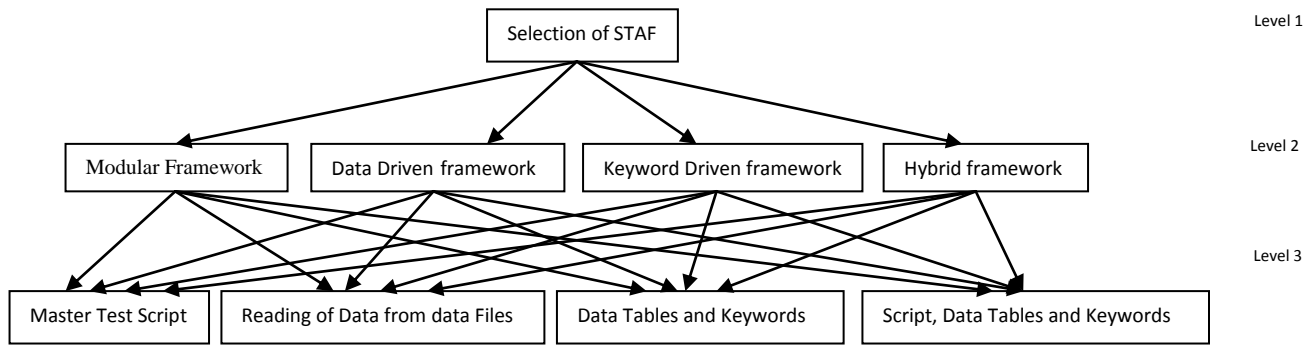 Level 1
Selection of STAF
Level 2
Modular Framework
Data Driven framework
Keyword Driven framework
Hybrid framework
Level 3
Master Test Script
Reading of Data from data Files
Data Tables and Keywords
Script, Data Tables and Keywords